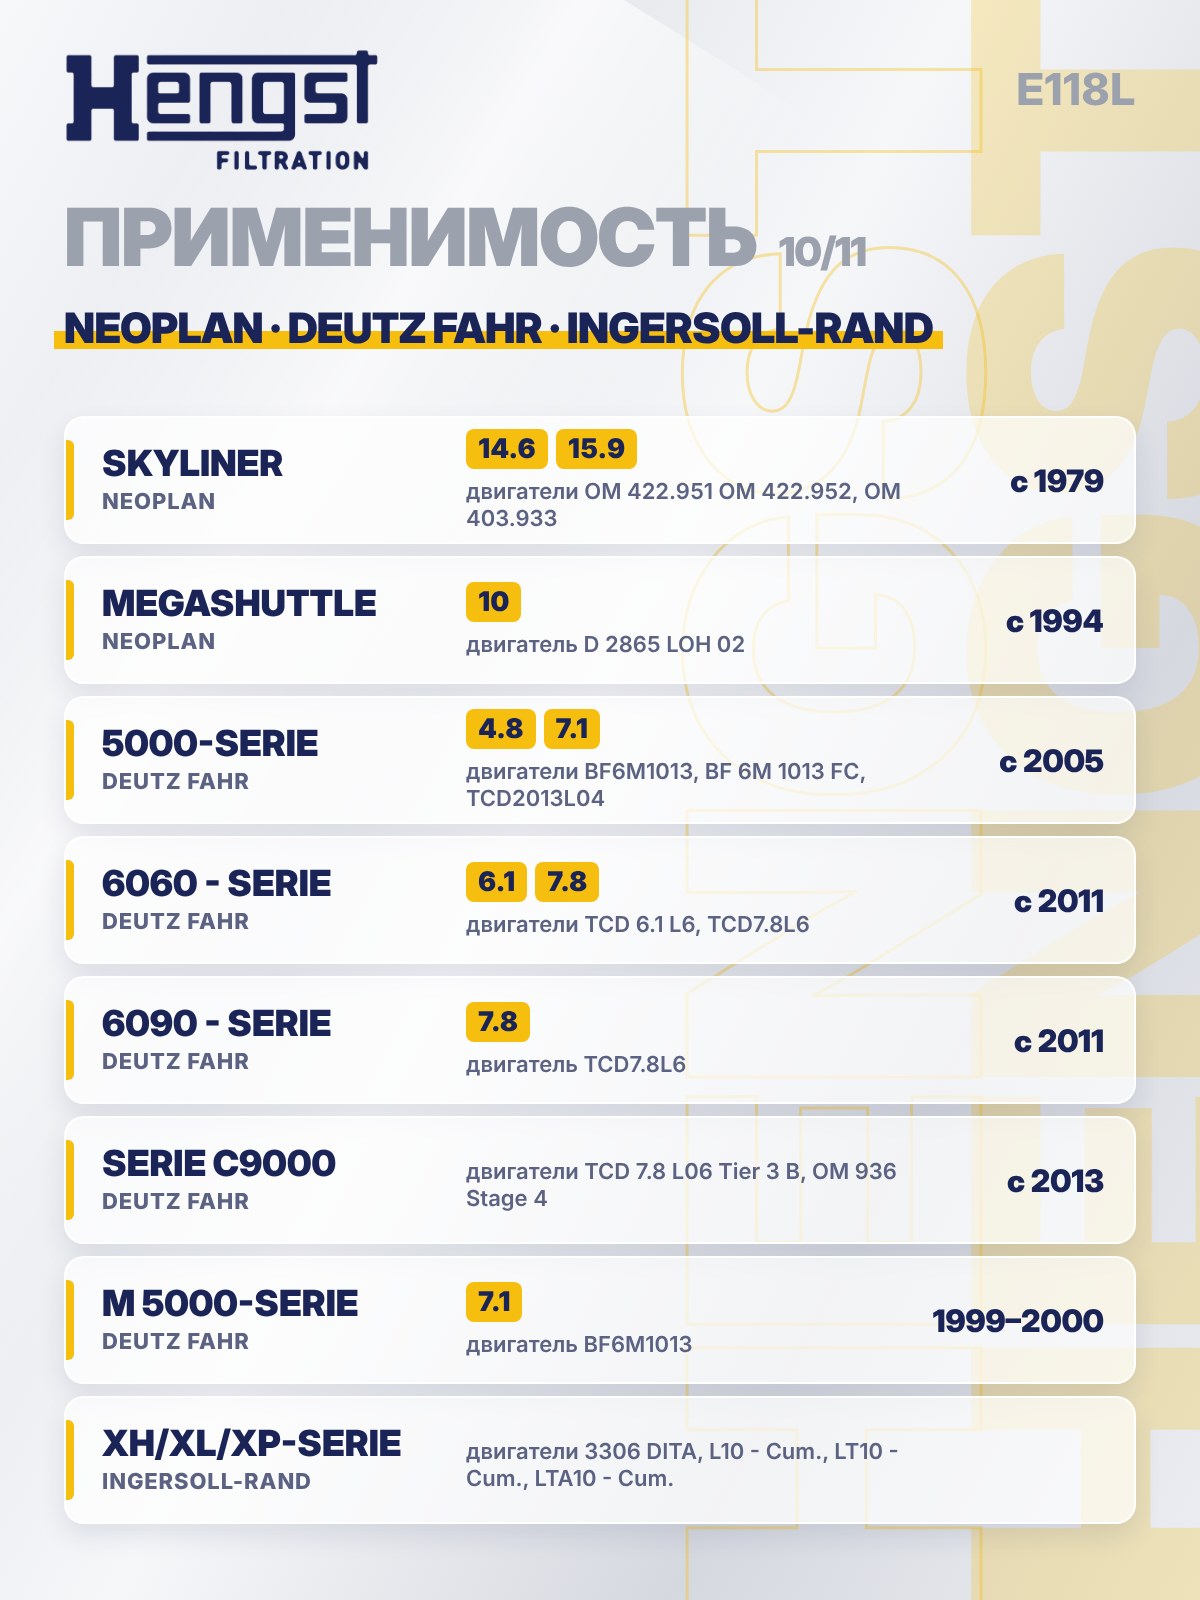 Hengst
FILTRATION
E118L
ПРИМЕНИМОСТЬ 10/11
NEOPLAN · DEUTZ FAHR · INGERSOLL-RAND
SKYLINER
NEOPLAN
14.6 15.9
двигатели OM 422.951 OM 422.952, OM
403.933
с 1979
MEGASHUTTLE
NEOPLAN
10
двигатель D 2865 LOH 02
с 1994
5000-SERIE
DEUTZ FAHR
4.8 7.1
двигатели BF6M1013, BF 6M 1013 FC,
TCD2013L04
с 2005
6060 - SERIE
DEUTZ FAHR
6.1 7.8
двигатели TCD 6.1 L6, TCD7.8L6
с 2011
6090 - SERIE
DEUTZ FAHR
7.8
двигатель TCD7.8L6
с 2011
SERIE C9000
DEUTZ FAHR
двигатели TCD 7.8 L06 Tier 3 B, OM 936
Stage 4
с 2013
M 5000-SERIE
DEUTZ FAHR
7.1
двигатель BF6M1013
1999–2000
XH/XL/XP-SERIE
INGERSOLL-RAND
двигатели 3306 DITA, L10 - Cum., LT10 -
Cum., LTA10 - Cum.
HENGST
HENGST